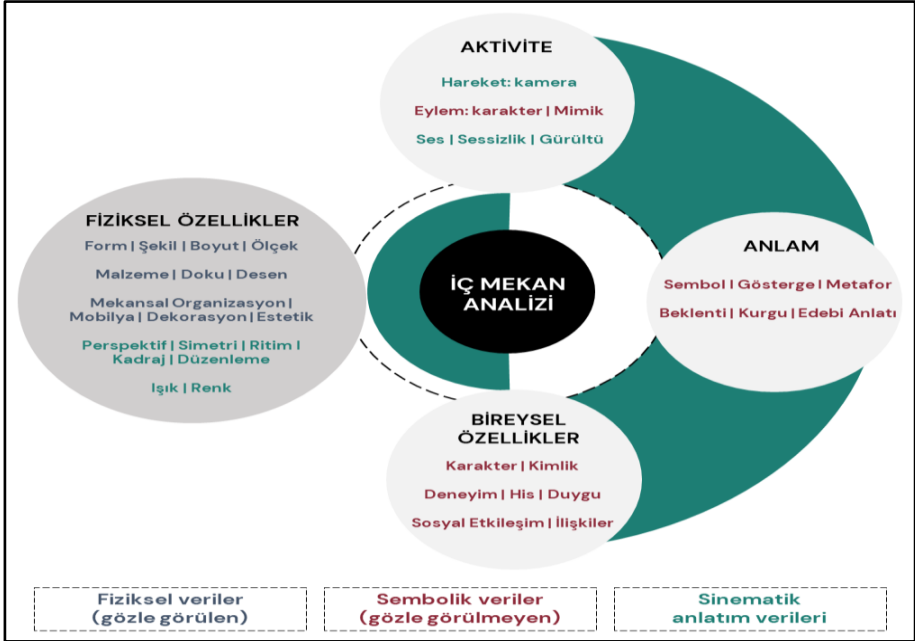 AKTİVİTE
Hareket: kamera
Eylem: karakter | Mimik
Ses | Sessizlik | Gürültü
FİZİKSEL ÖZELLİKLER
Form | Şekil | Boyut | Ölçek
Malzeme | Doku | Desen
Mekansal Organizasyon |
Mobilya | Dekorasyon | Estetik
Perspektif | Simetri | Ritim I
Kadraj | Düzenleme
Işık | Renk
İÇ MEKAN
ANALİZİ
ANLAM
Sembol I Gösterge I Metafor
Beklenti | Kurgu | Edebi Anlatı
BİREYSEL
ÖZELLİKLER
Karakter | Kimlik
Deneyim | His | Duygu
Sosyal Etkileşim | İlişkiler
Fiziksel veriler
(gözle görülen)
Sembolik veriler
(gözle görülmeyen)
Sinematik
anlatım verileri